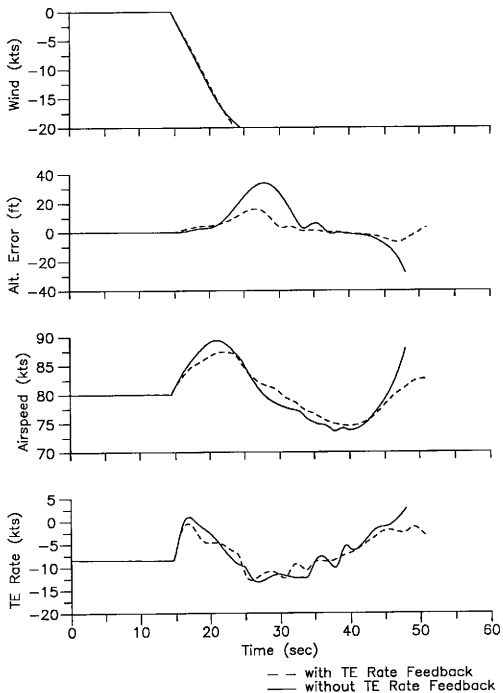 0
−5
−10
−15
−20
Wind (kts)
40
20
0
−20
−40
Alt. Error (ft)
90
85
80
75
70
Airspeed (kts)
5
0
−5
−10
−15
−20
TE Rate (kts)
0 10 20 30 40 50 60
Time (sec)
with TE Rate Feedback
without TE Rate Feedback